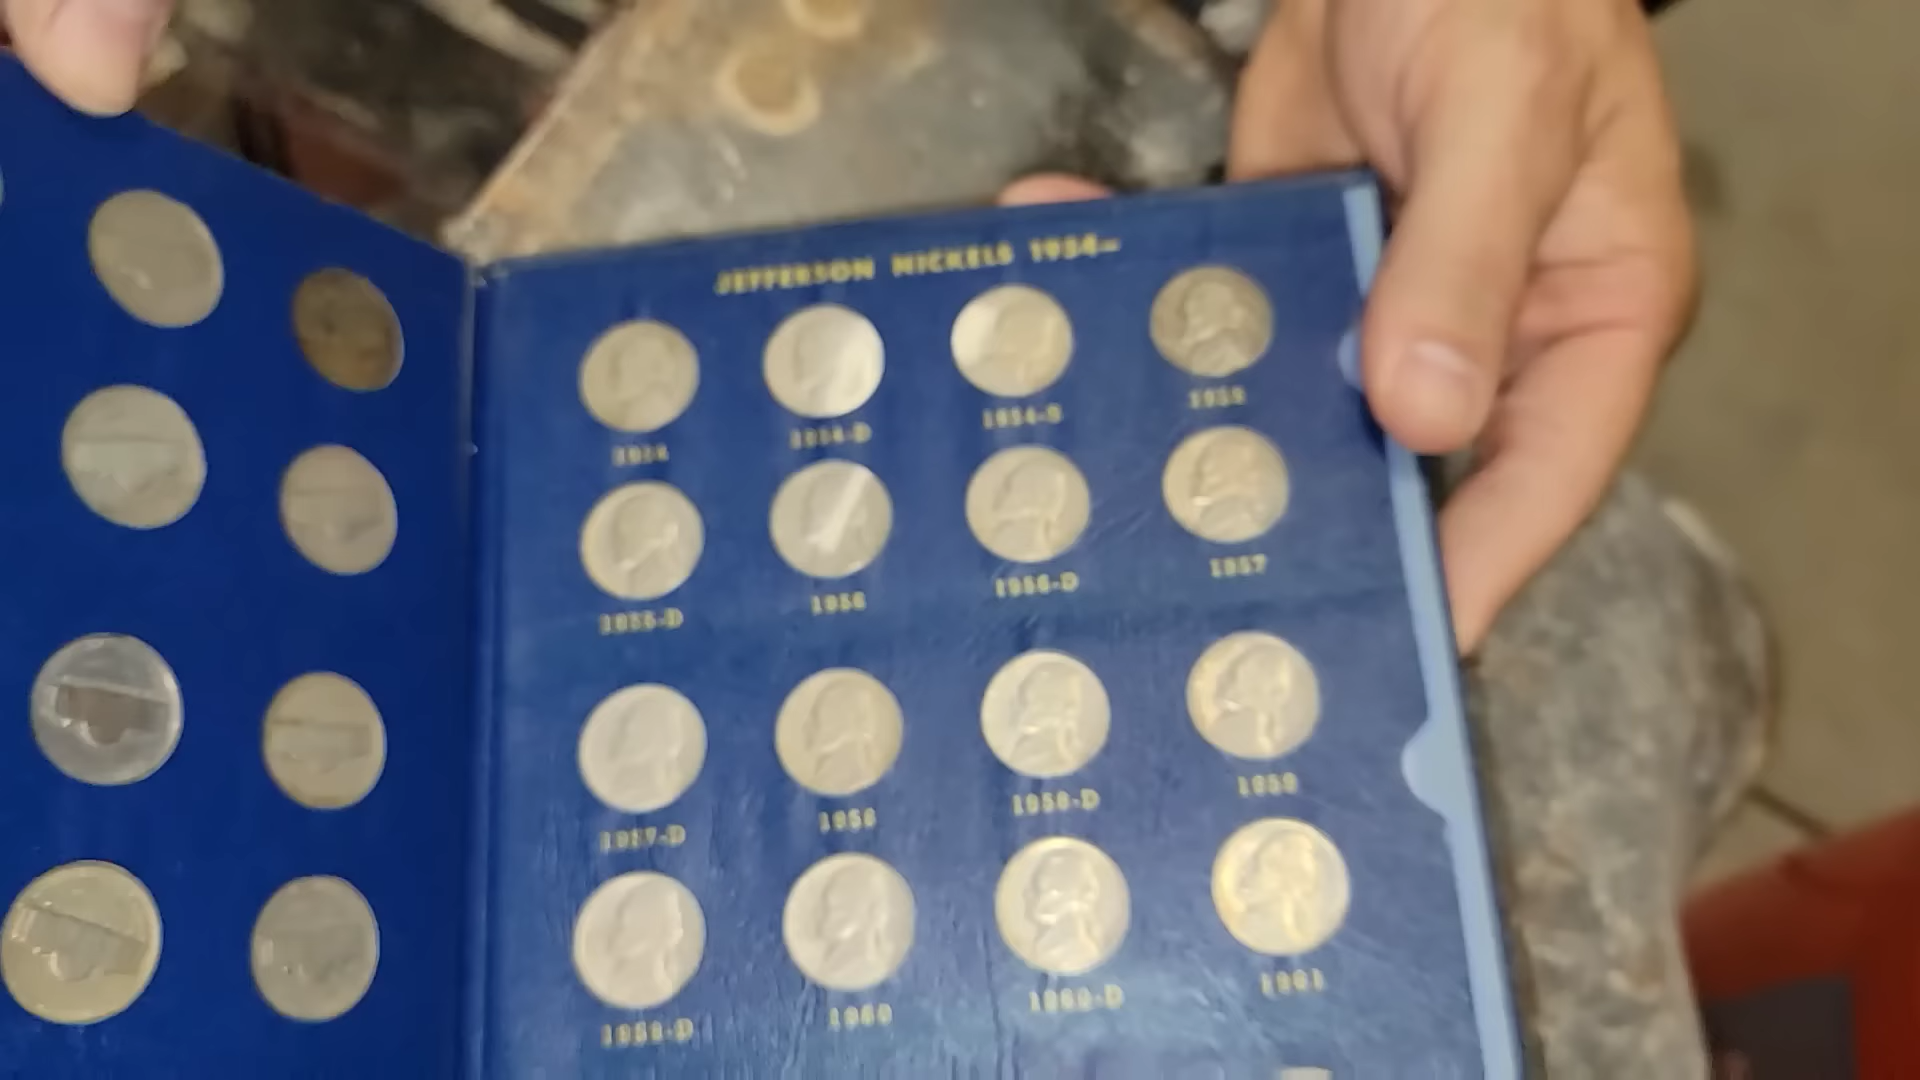 JEFFERSON NICKELS 1954–
1954 1954-D 1954-S 1955
1955-D 1956 1956-D 1957
1957-D 1958 1958-D 1959
1959-D 1960 1960-D 1961